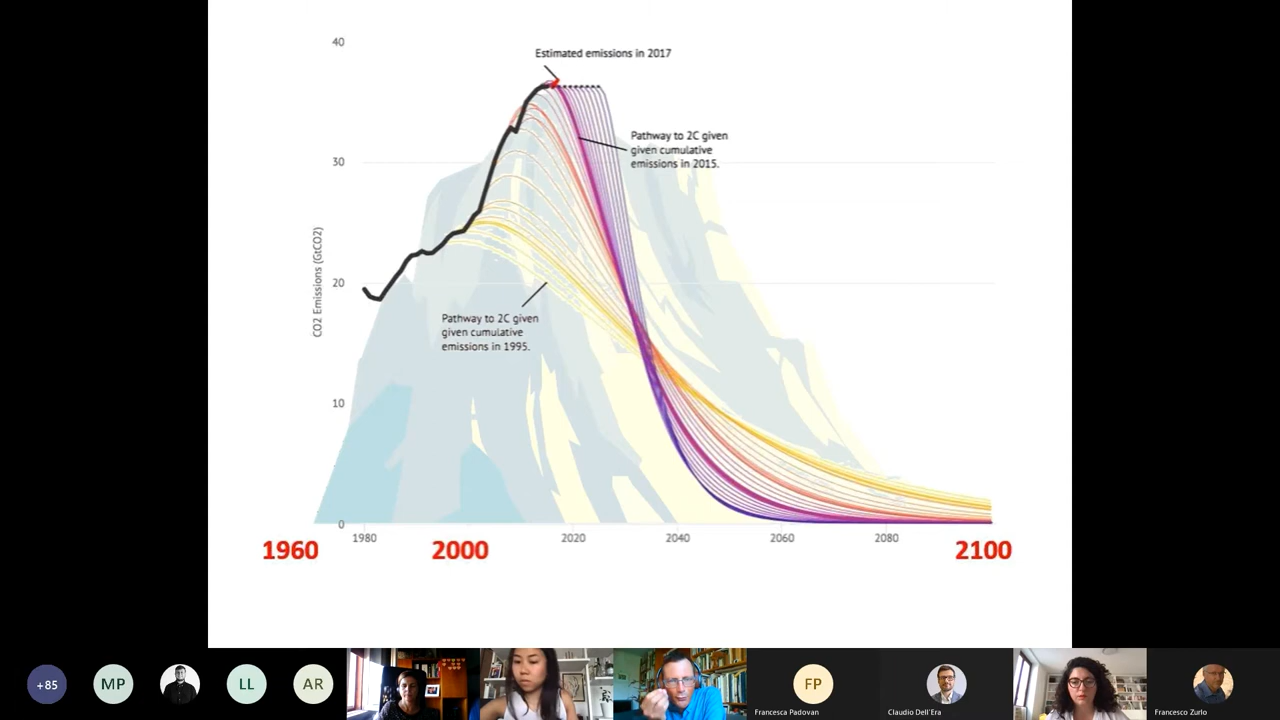 40
Estimated emissions in 2017
Pathway to 2C given
given cumulative
emissions in 2015.
30
CO2 Emissions (GtCO2)
20
Pathway to 2C given
given cumulative
emissions in 1995.
10
0
1980 2020 2040 2060 2080
1960 2000 2100
+85 MP LL AR FP
Francesca Padovan Claudio Dell'Era Francesco Zurlo